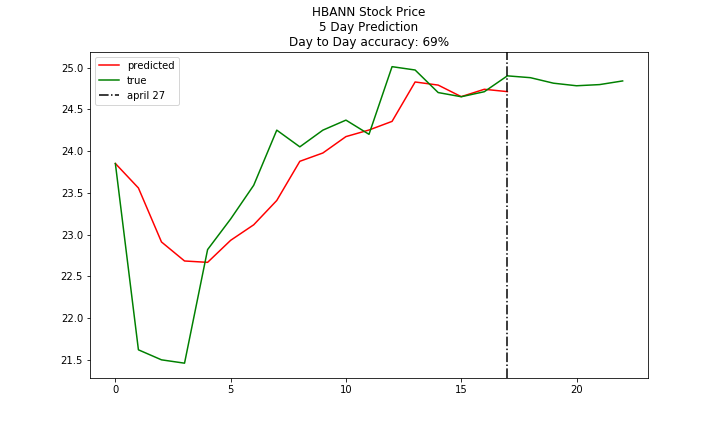 HBANN Stock Price
5 Day Prediction
Day to Day accuracy: 69%
predicted
true
april 27
25.0
24.5
24.0
23.5
23.0
22.5
22.0
21.5
0
5
10
15
20